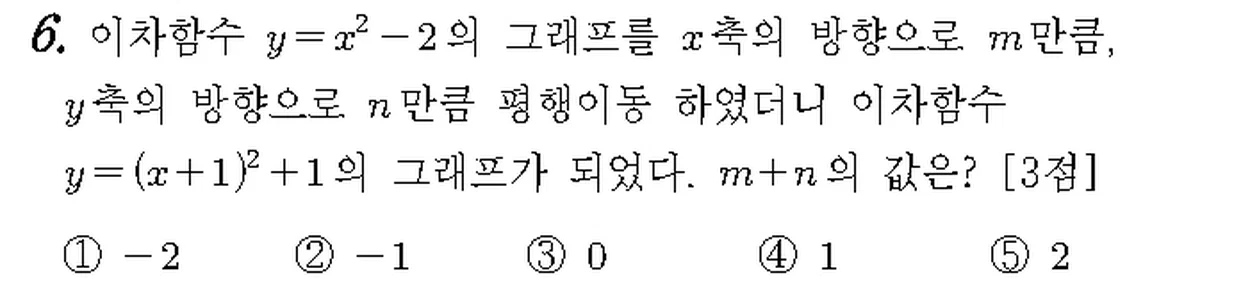 6. 이차함수 y=x²-2의 그래프를 x축의 방향으로 m만큼,
y축의 방향으로 n만큼 평행이동 하였더니 이차함수
y=(x+1)²+1의 그래프가 되었다. m+n의 값은? [3점]
① -2 ② -1 ③ 0 ④ 1 ⑤ 2